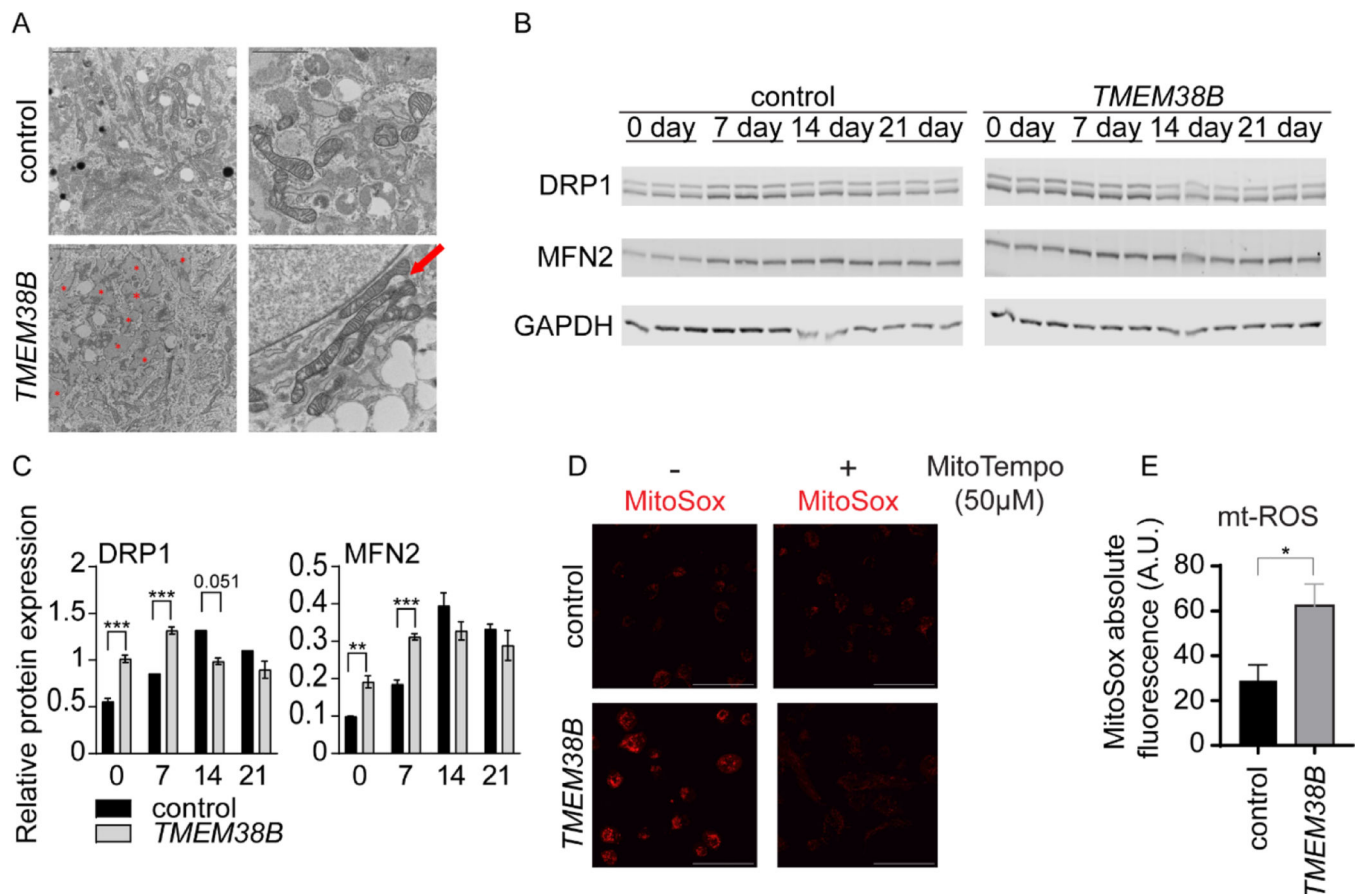 A
control
TMEM38B
B
control
0 day 7 day 14 day 21 day
TMEM38B
0 day 7 day 14 day 21 day
DRP1
MFN2
GAPDH
C
Relative protein expression
DRP1
2
1.5
1
0.5
0
***
***
0.051
0 7 14 21
MFN2
0.5
0.4
0.3
0.2
0.1
0
**
***
0 7 14 21
control
TMEM38B
D
- + MitoTempo
MitoSox MitoSox (50µM)
control
TMEM38B
E
mt-ROS
MitoSox absolute
fluorescence (A.U.)
80
60
40
20
0
*
control
TMEM38B